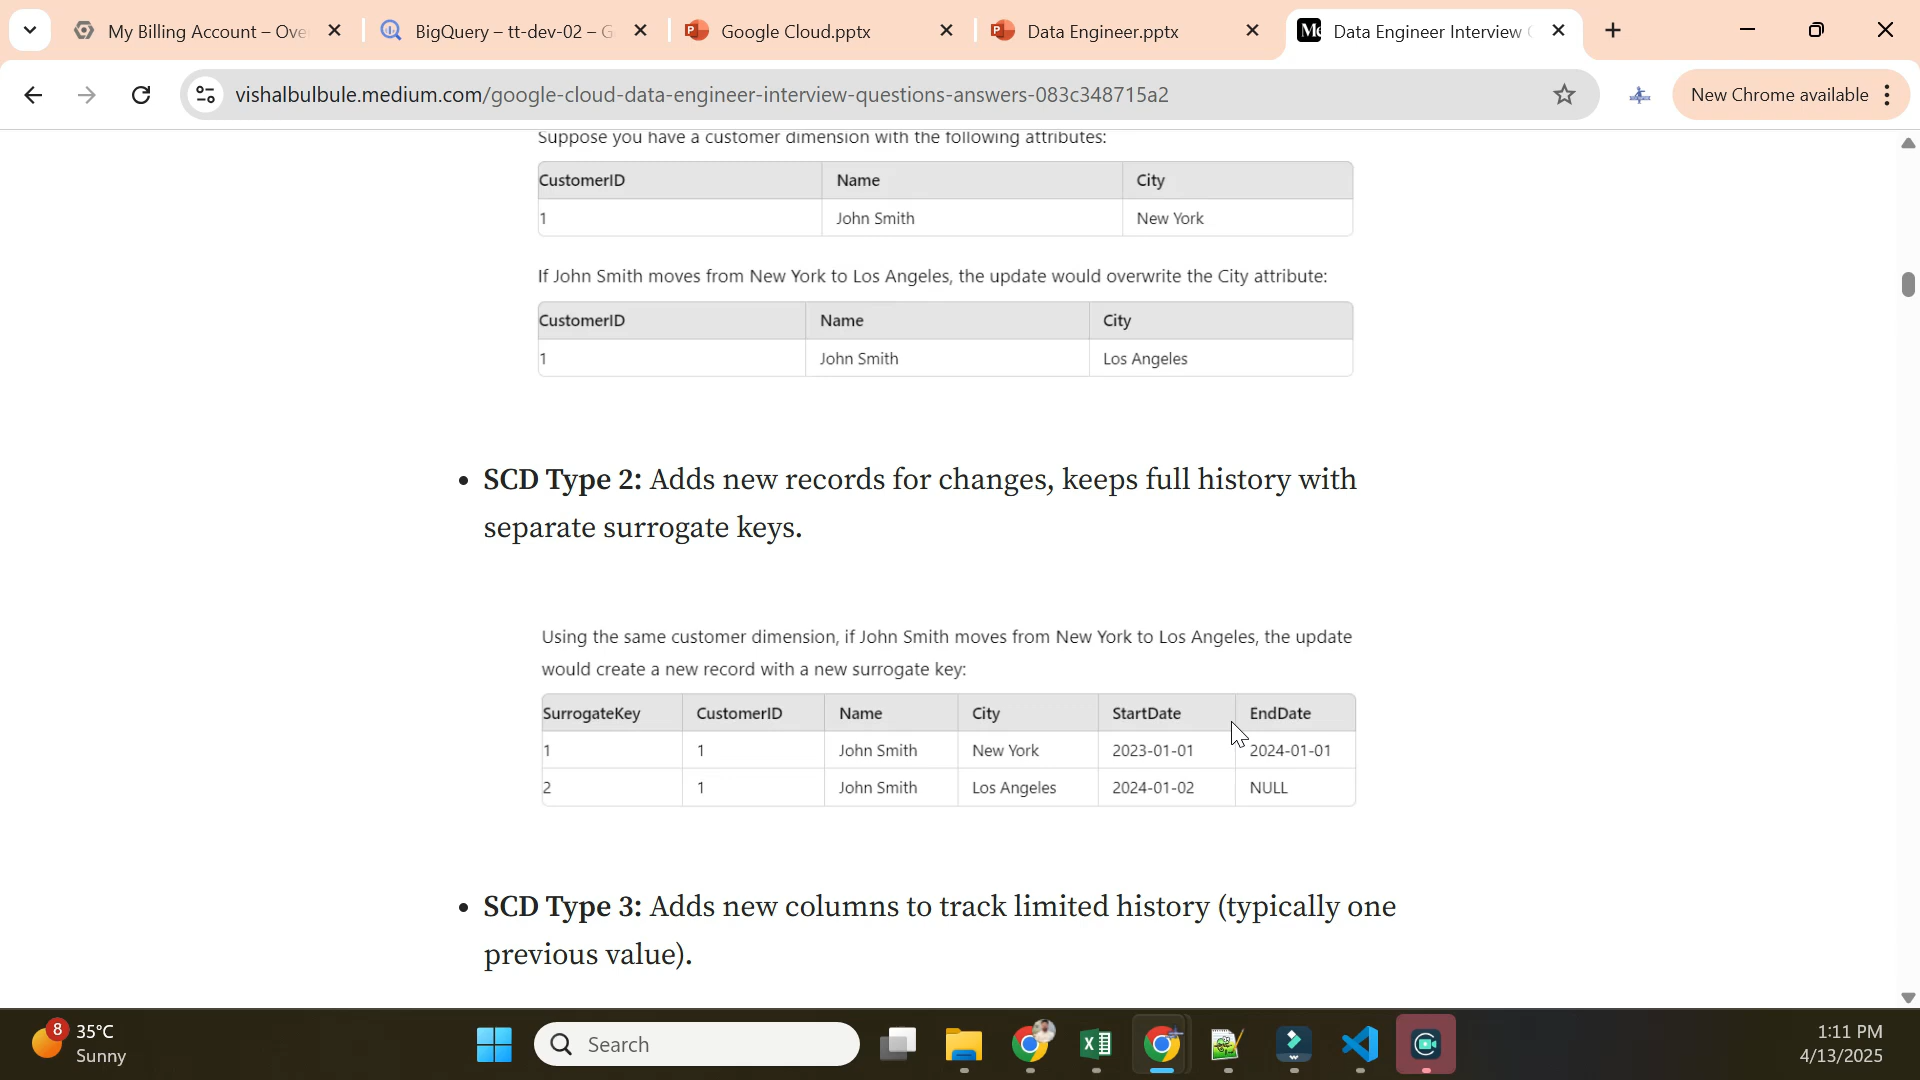 My Billing Account – Ove
BigQuery – tt-dev-02 – G
Google Cloud.pptx
Data Engineer.pptx
Data Engineer Interview
vishalbulbule.medium.com/google-cloud-data-engineer-interview-questions-answers-083c348715a2
New Chrome available
Suppose you have a customer dimension with the following attributes:
CustomerID Name City
1 John Smith New York
If John Smith moves from New York to Los Angeles, the update would overwrite the City attribute:
CustomerID Name City
1 John Smith Los Angeles
• SCD Type 2: Adds new records for changes, keeps full history with
separate surrogate keys.
Using the same customer dimension, if John Smith moves from New York to Los Angeles, the update
would create a new record with a new surrogate key:
SurrogateKey CustomerID Name City StartDate EndDate
1 1 John Smith New York 2023-01-01 2024-01-01
2 1 John Smith Los Angeles 2024-01-02 NULL
• SCD Type 3: Adds new columns to track limited history (typically one
previous value).
8
35°C
Sunny
Search
1:11 PM
4/13/2025